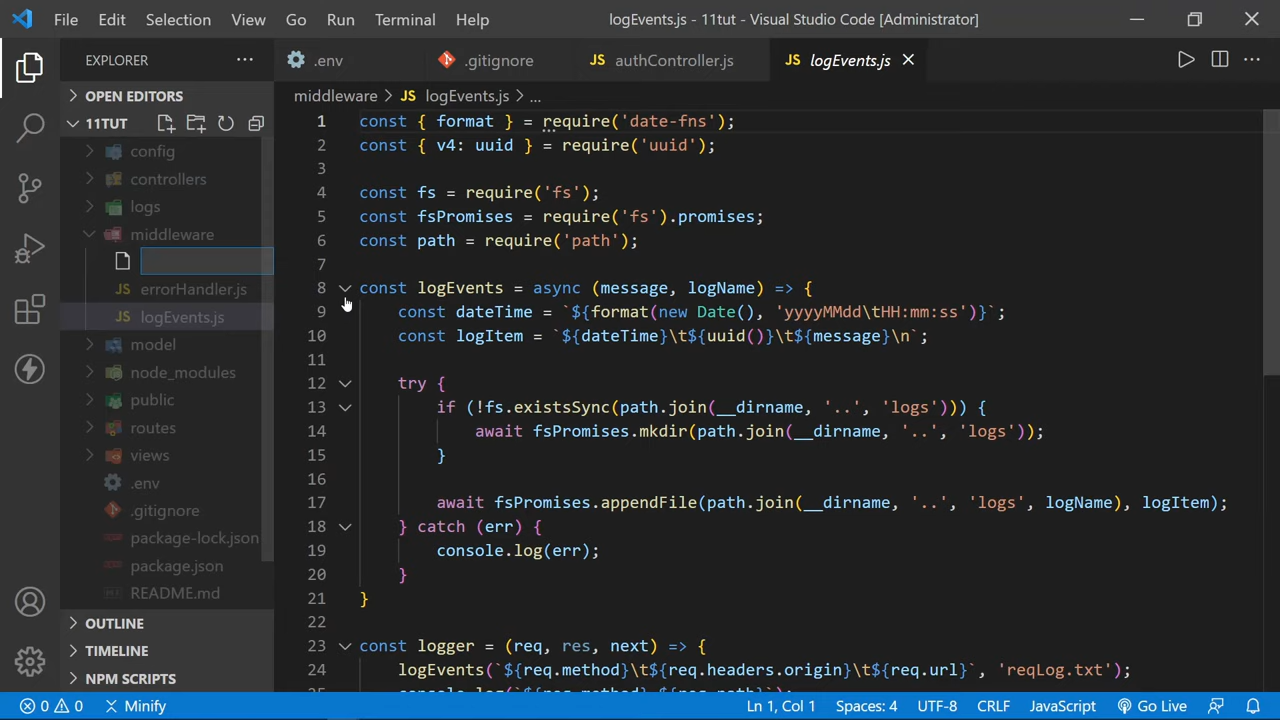 File Edit Selection View Go Run Terminal Help
logEvents.js - 11tut - Visual Studio Code [Administrator]
EXPLORER
.env
.gitignore
JS authController.js
JS logEvents.js
middleware > JS logEvents.js > ...
OPEN EDITORS
11TUT
config
controllers
logs
middleware
JS errorHandler.js
JS logEvents.js
model
node_modules
public
routes
views
.env
.gitignore
package-lock.json
package.json
README.md
OUTLINE
TIMELINE
NPM SCRIPTS
1 const { format } = require('date-fns');
2 const { v4: uuid } = require('uuid');
3
4 const fs = require('fs');
5 const fsPromises = require('fs').promises;
6 const path = require('path');
7
8 const logEvents = async (message, logName) => {
9 const dateTime = `${format(new Date(), 'yyyyMMdd\tHH:mm:ss')}`;
10 const logItem = `${dateTime}\t${uuid()}\t${message}\n`;
11
12 try {
13 if (!fs.existsSync(path.join(__dirname, '..', 'logs'))) {
14 await fsPromises.mkdir(path.join(__dirname, '..', 'logs'));
15 }
16
17 await fsPromises.appendFile(path.join(__dirname, '..', 'logs', logName), logItem);
18 } catch (err) {
19 console.log(err);
20 }
21 }
22
23 const logger = (req, res, next) => {
24 logEvents(`${req.method}\t${req.headers.origin}\t${req.url}`, 'reqLog.txt');
25 console.log(`${req.method} ${req.path}`);
0 0 Minify
Ln 1, Col 1 Spaces: 4 UTF-8 CRLF JavaScript Go Live